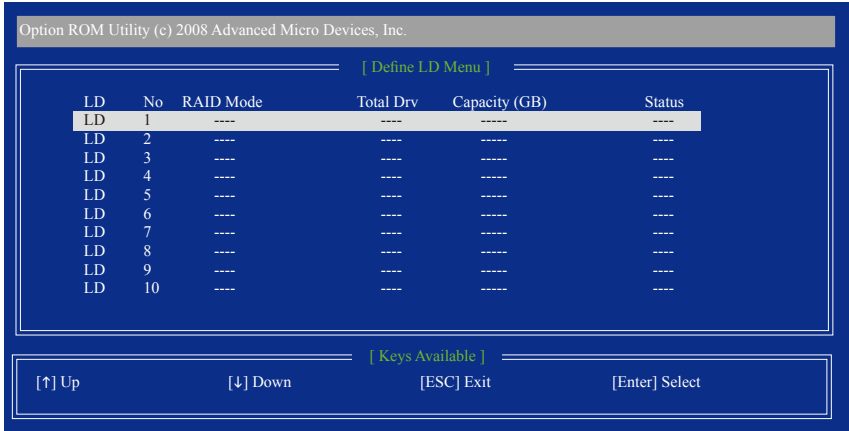 Option ROM Utility (c) 2008 Advanced Micro Devices, Inc.
[ Define LD Menu ]
LD No RAID Mode Total Drv Capacity (GB) Status
LD 1 ---- ---- ----- ----
LD 2 ---- ---- ----- ----
LD 3 ---- ---- ----- ----
LD 4 ---- ---- ----- ----
LD 5 ---- ---- ----- ----
LD 6 ---- ---- ----- ----
LD 7 ---- ---- ----- ----
LD 8 ---- ---- ----- ----
LD 9 ---- ---- ----- ----
LD 10 ---- ---- ----- ----
[ Keys Available ]
[↑] Up [↓] Down [ESC] Exit [Enter] Select